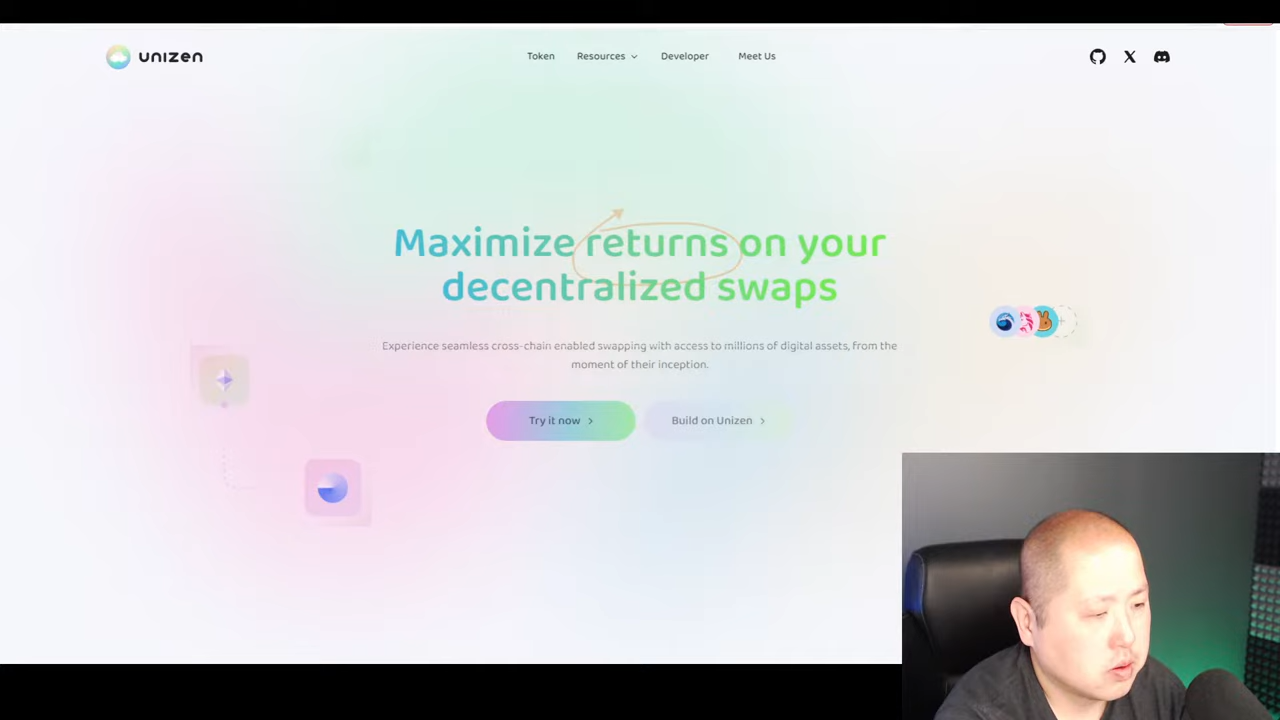 unizen
Token
Resources
Developer
Meet Us
Maximize returns on your
decentralized swaps
Experience seamless cross-chain enabled swapping with access to millions of digital assets, from the
moment of their inception.
Try it now
Build on Unizen